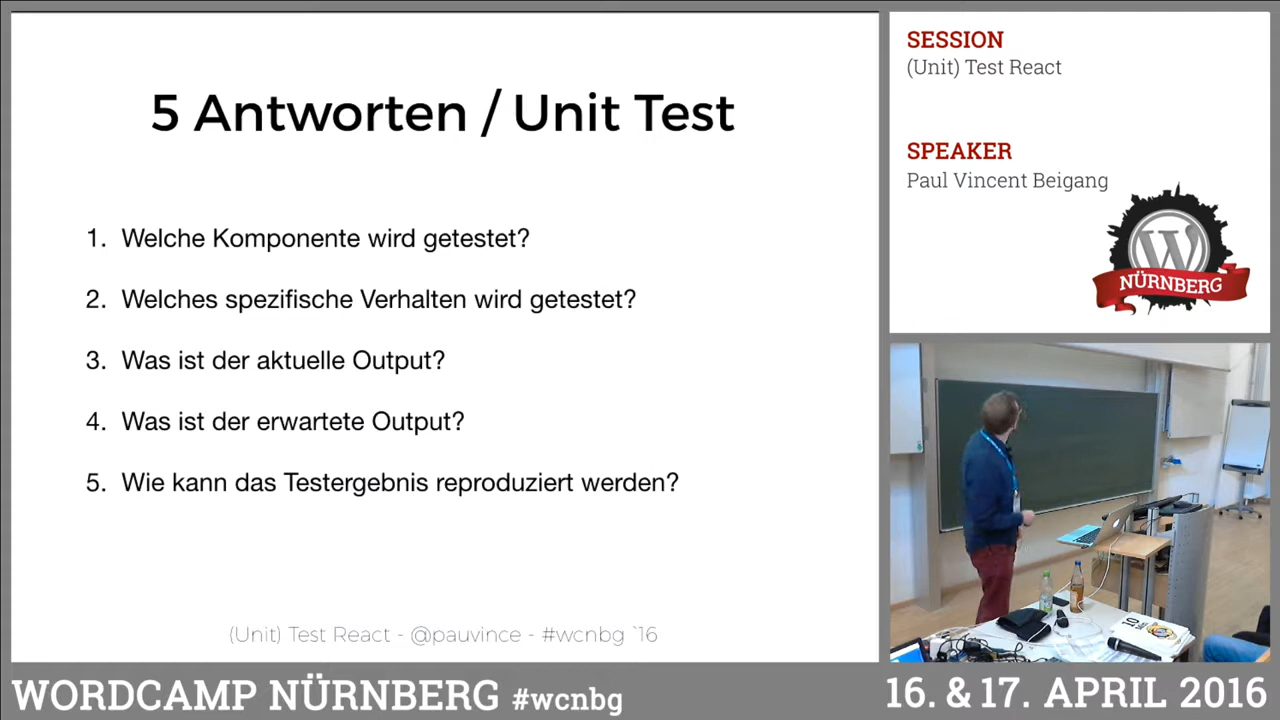 5 Antworten / Unit Test
1. Welche Komponente wird getestet?
2. Welches spezifische Verhalten wird getestet?
3. Was ist der aktuelle Output?
4. Was ist der erwartete Output?
5. Wie kann das Testergebnis reproduziert werden?
(Unit) Test React - @pauvince - #wcnbg `16
SESSION
(Unit) Test React
SPEAKER
Paul Vincent Beigang
W
NÜRNBERG
WORDCAMP NÜRNBERG #wcnbg
16. & 17. APRIL 2016